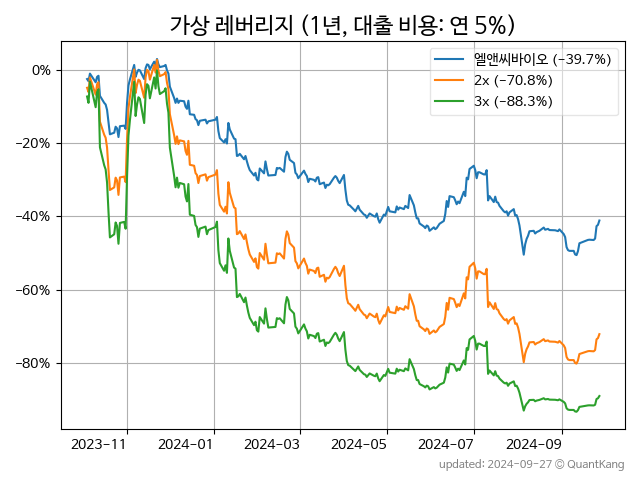 가상 레버리지 (1년, 대출 비용: 연 5%)
엘앤씨바이오 (−39.7%)
2x (−70.8%)
3x (−88.3%)
0%
−20%
−40%
−60%
−80%
2023-11 2024-01 2024-03 2024-05 2024-07 2024-09
updated: 2024-09-27 © QuantKang